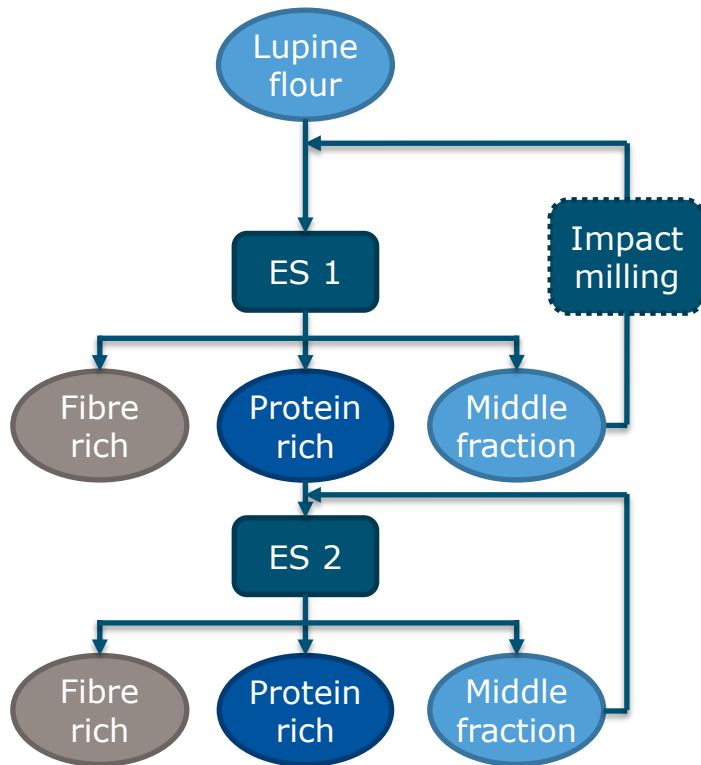 Lupine
flour
Impact
milling
ES 1
Fibre
rich
Protein
rich
Middle
fraction
ES 2
Fibre
rich
Protein
rich
Middle
fraction